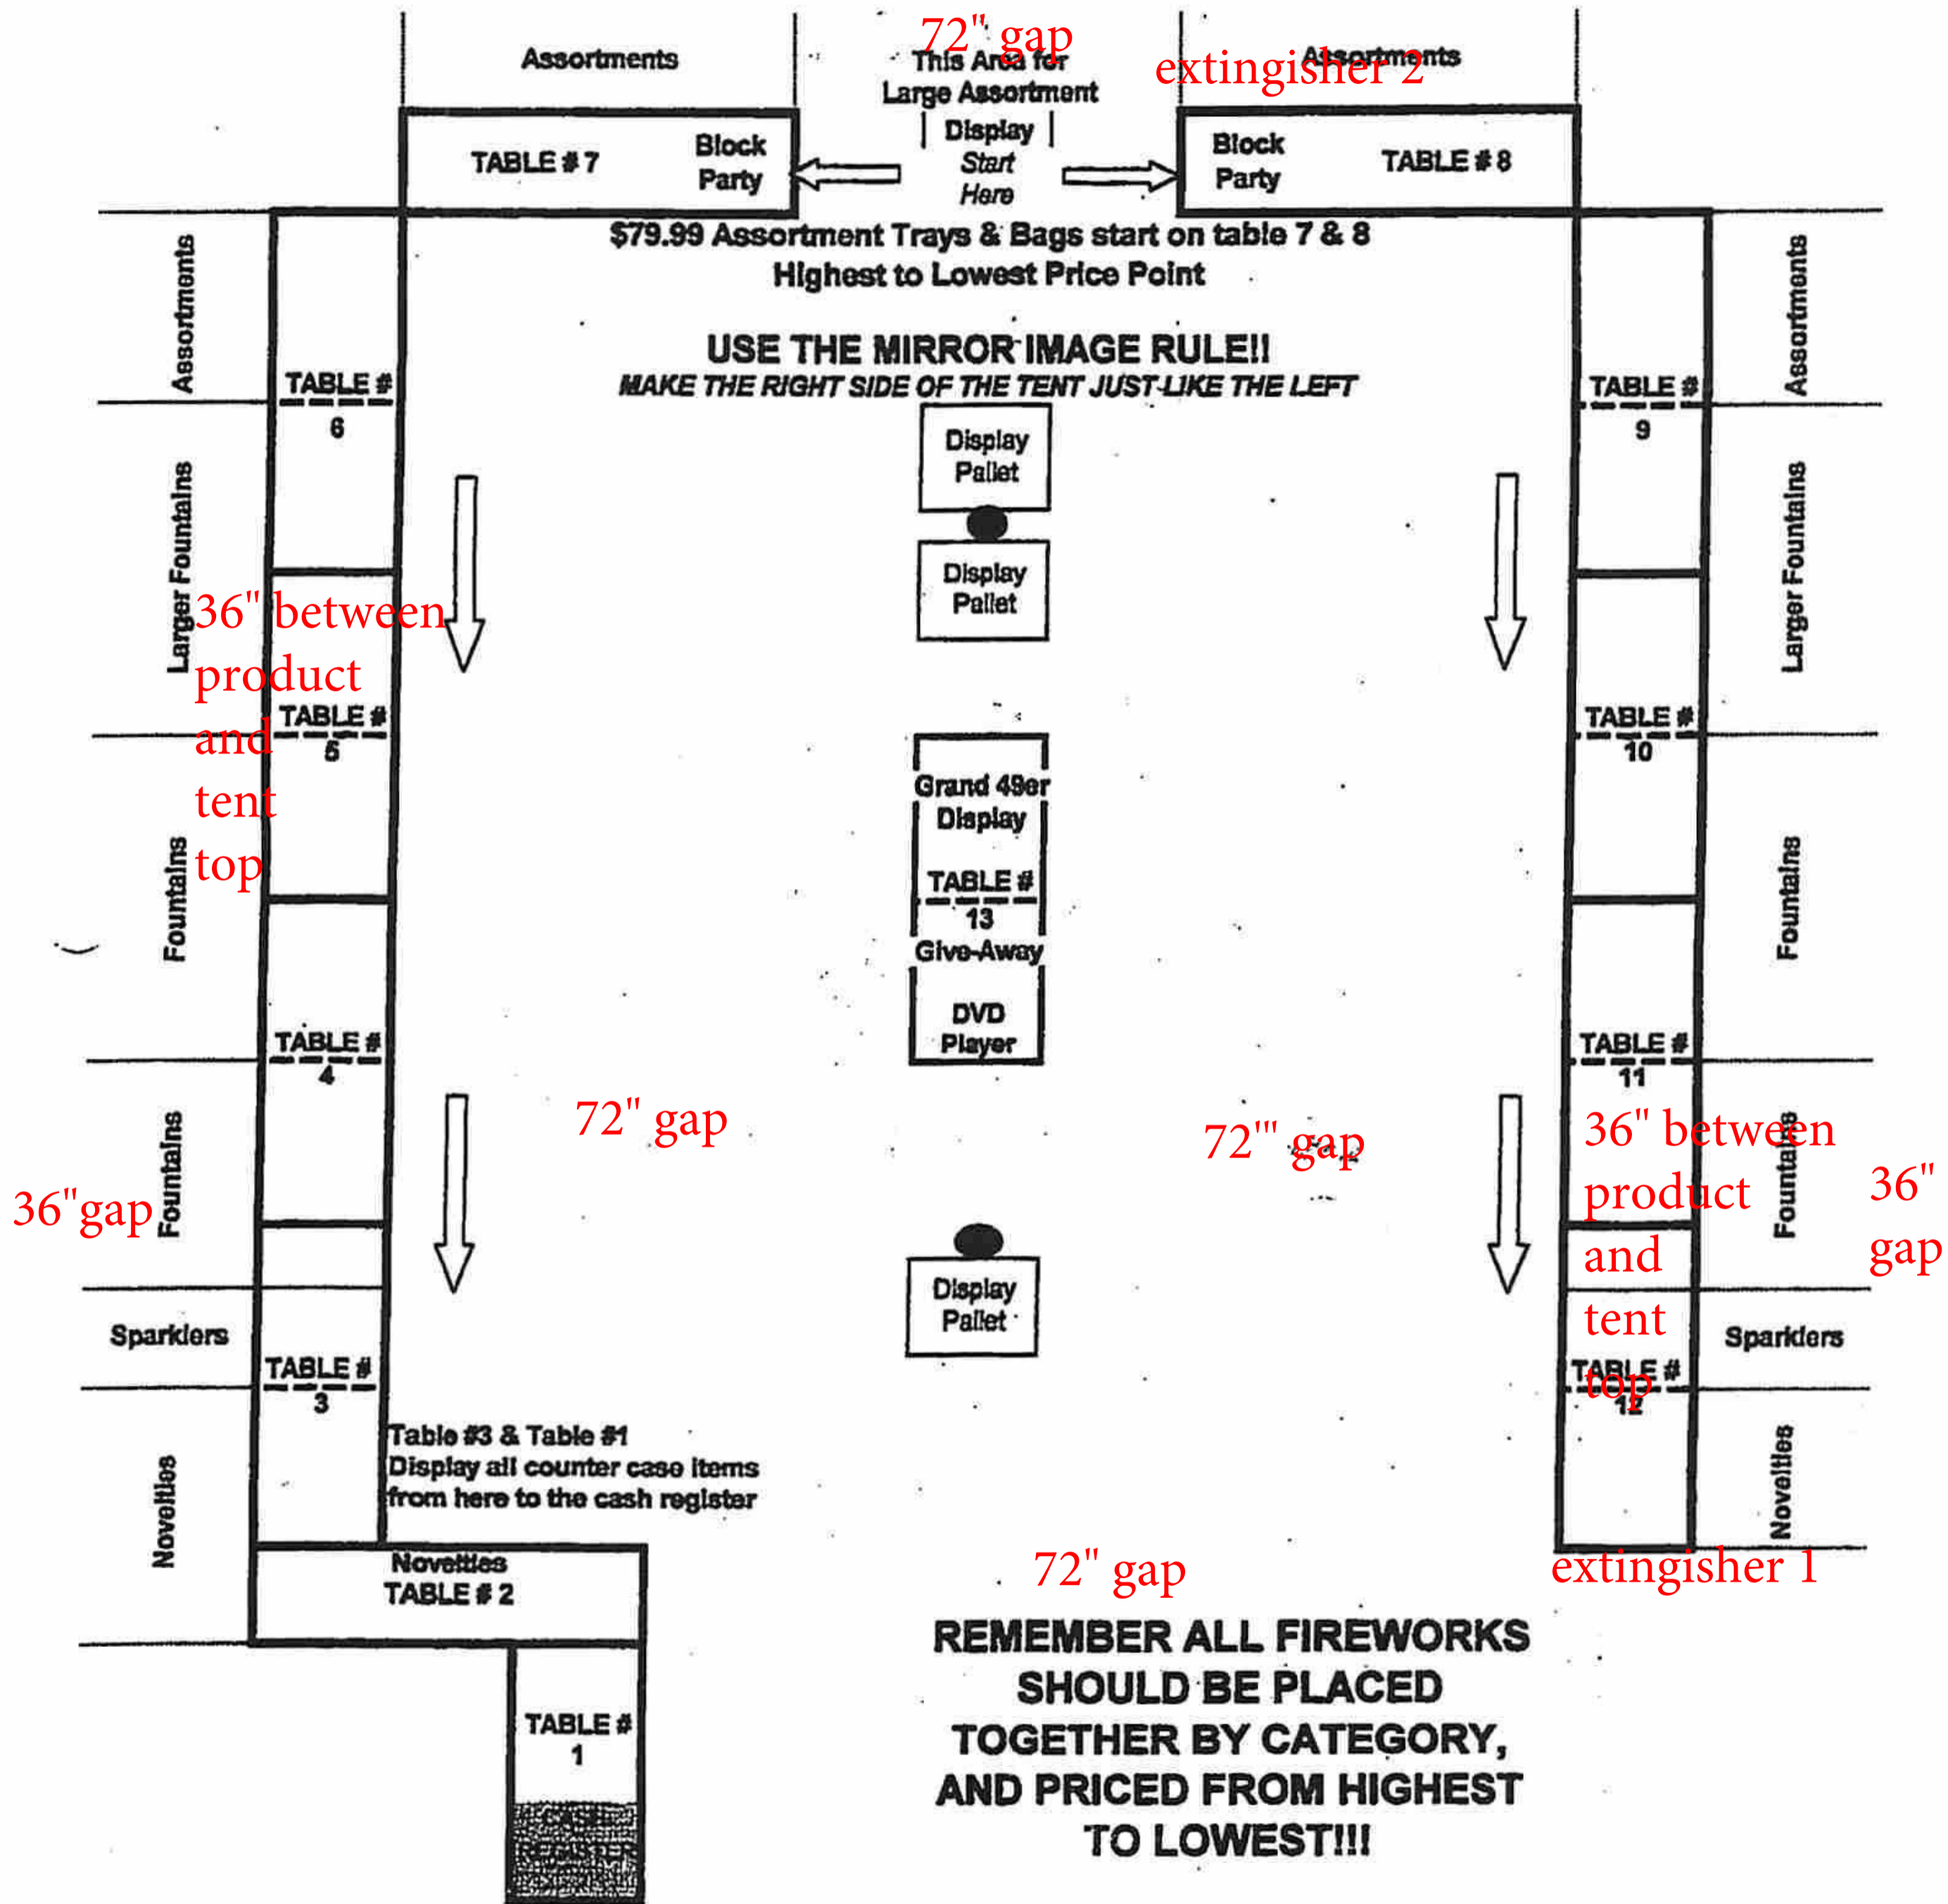 72" gap
Assortments
This Area for
Large Assortment
Display
Start
Here
extingisher 2
Assortments
TABLE # 7
Block
Party
Block
Party
TABLE # 8
$79.99 Assortment Trays & Bags start on table 7 & 8
Highest to Lowest Price Point
USE THE MIRROR IMAGE RULE!!
MAKE THE RIGHT SIDE OF THE TENT JUST LIKE THE LEFT
Assortments
TABLE #
6
Larger Fountains
36" between
product
and
tent
top
TABLE #
5
Fountains
TABLE #
4
Fountains
36"gap
Sparklers
TABLE #
3
Novelties
Display
Pallet
Display
Pallet
Grand 49er
Display
TABLE #
13
Give-Away
DVD
Player
72" gap
72'" gap
Display
Pallet
Assortments
TABLE #
9
Larger Fountains
TABLE #
10
Fountains
TABLE #
11
36" between
product
and
tent
top
Fountains
36"
gap
Sparklers
TABLE #
12
Novelties
extingisher 1
Table #3 & Table #1
Display all counter case items
from here to the cash register
Novelties
TABLE # 2
72" gap
TABLE #
1
CASH
REGISTER
REMEMBER ALL FIREWORKS
SHOULD BE PLACED
TOGETHER BY CATEGORY,
AND PRICED FROM HIGHEST
TO LOWEST!!!